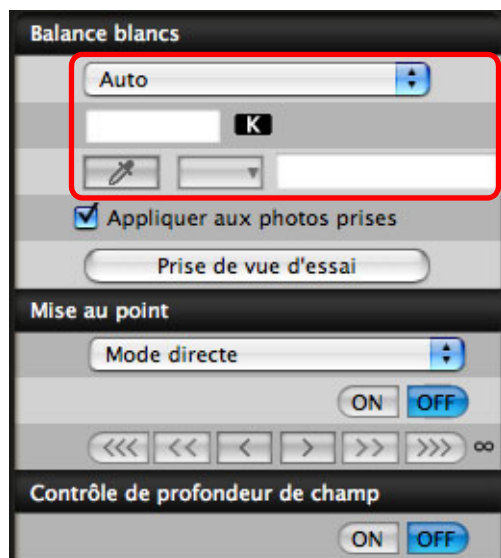 Balance blancs
Auto
K
Appliquer aux photos prises
Prise de vue d'essai
Mise au point
Mode directe
ON OFF
<<< << < > >> >>> ∞
Contrôle de profondeur de champ
ON OFF